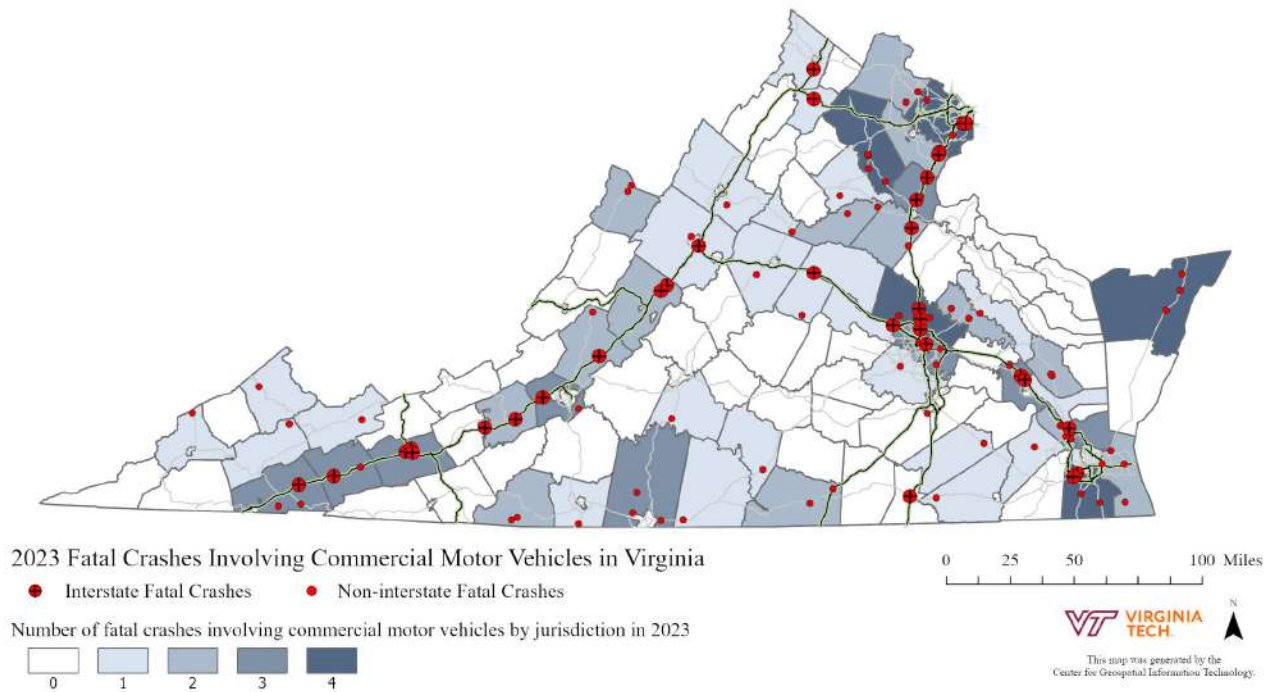 2023 Fatal Crashes Involving Commercial Motor Vehicles in Virginia
Interstate Fatal Crashes
Non-interstate Fatal Crashes
Number of fatal crashes involving commercial motor vehicles by jurisdiction in 2023
0 1 2 3 4
0 25 50 100 Miles
VT VIRGINIA
TECH.
N
This map was generated by the
Center for Geospatial Information Technology.